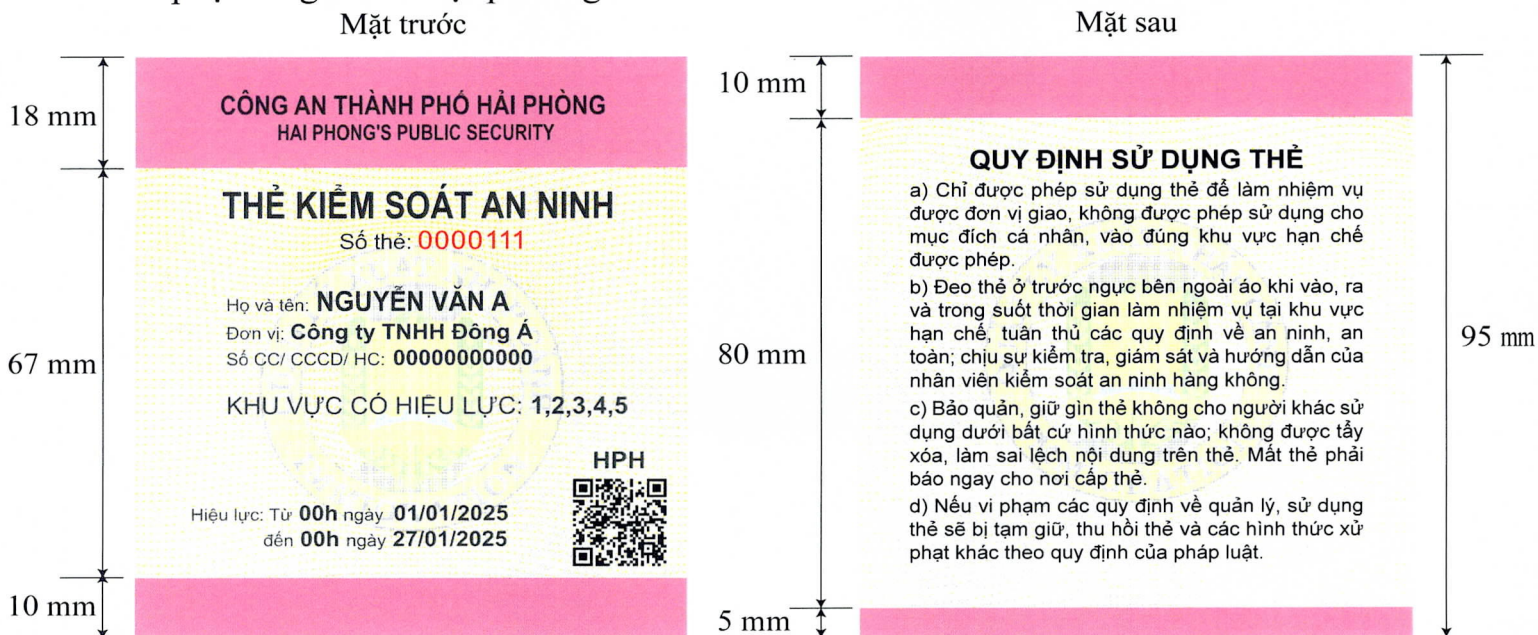 Mặt trước
Mặt sau
18 mm
67 mm
10 mm
CÔNG AN THÀNH PHỐ HẢI PHÒNG
HAI PHONG'S PUBLIC SECURITY
THẺ KIỂM SOÁT AN NINH
Số thẻ: 0000111
Họ và tên: NGUYỄN VĂN A
Đơn vị: Công ty TNHH Đông Á
Số CC/ CCCD/ HC: 00000000000
KHU VỰC CÓ HIỆU LỰC: 1,2,3,4,5
HPH
Hiệu lực: Từ 00h ngày 01/01/2025
đến 00h ngày 27/01/2025
10 mm
80 mm
5 mm
95 mm
QUY ĐỊNH SỬ DỤNG THẺ
a) Chỉ được phép sử dụng thẻ để làm nhiệm vụ
được đơn vị giao, không được phép sử dụng cho
mục đích cá nhân, vào đúng khu vực hạn chế
được phép.
b) Đeo thẻ ở trước ngực bên ngoài áo khi vào, ra
và trong suốt thời gian làm nhiệm vụ tại khu vực
hạn chế, tuân thủ các quy định về an ninh, an
toàn; chịu sự kiểm tra, giám sát và hướng dẫn của
nhân viên kiểm soát an ninh hàng không.
c) Bảo quản, giữ gìn thẻ không cho người khác sử
dụng dưới bất cứ hình thức nào; không được tẩy
xóa, làm sai lệch nội dung trên thẻ. Mất thẻ phải
báo ngay cho nơi cấp thẻ.
d) Nếu vi phạm các quy định về quản lý, sử dụng
thẻ sẽ bị tạm giữ, thu hồi thẻ và các hình thức xử
phạt khác theo quy định của pháp luật.